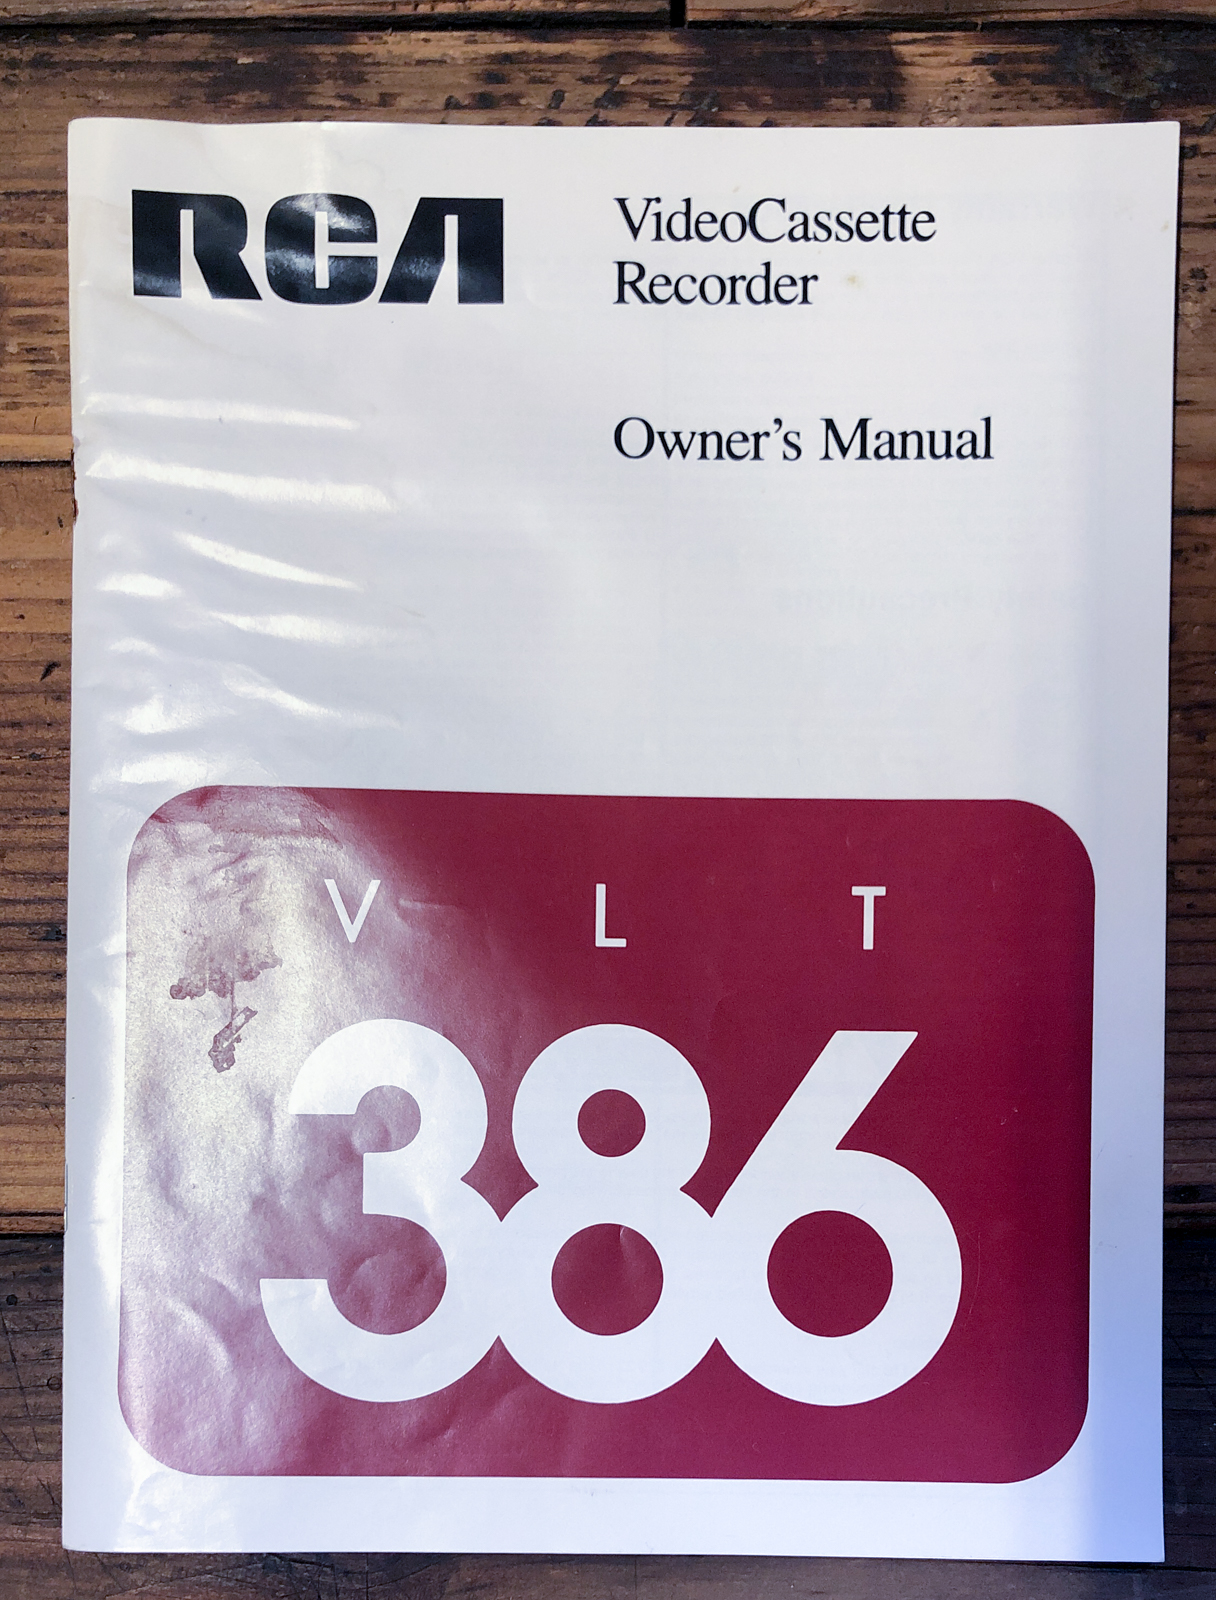 RCA
VideoCassette
Recorder
Owner's Manual
V L T
386